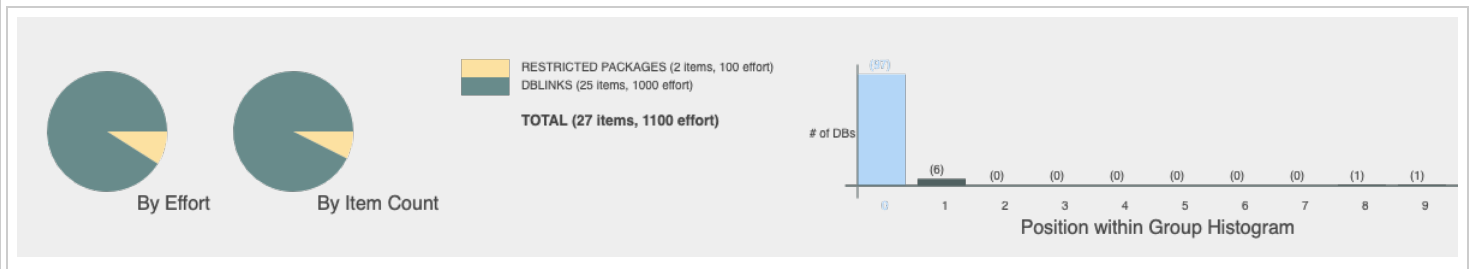 RESTRICTED PACKAGES (2 items, 100 effort)
DBLINKS (25 items, 1000 effort)
TOTAL (27 items, 1100 effort)
By Effort
By Item Count
# of DBs
(97)
(6)
(0)
(0)
(0)
(0)
(0)
(0)
(1)
(1)
1
2
3
4
5
6
7
8
9
Position within Group Histogram